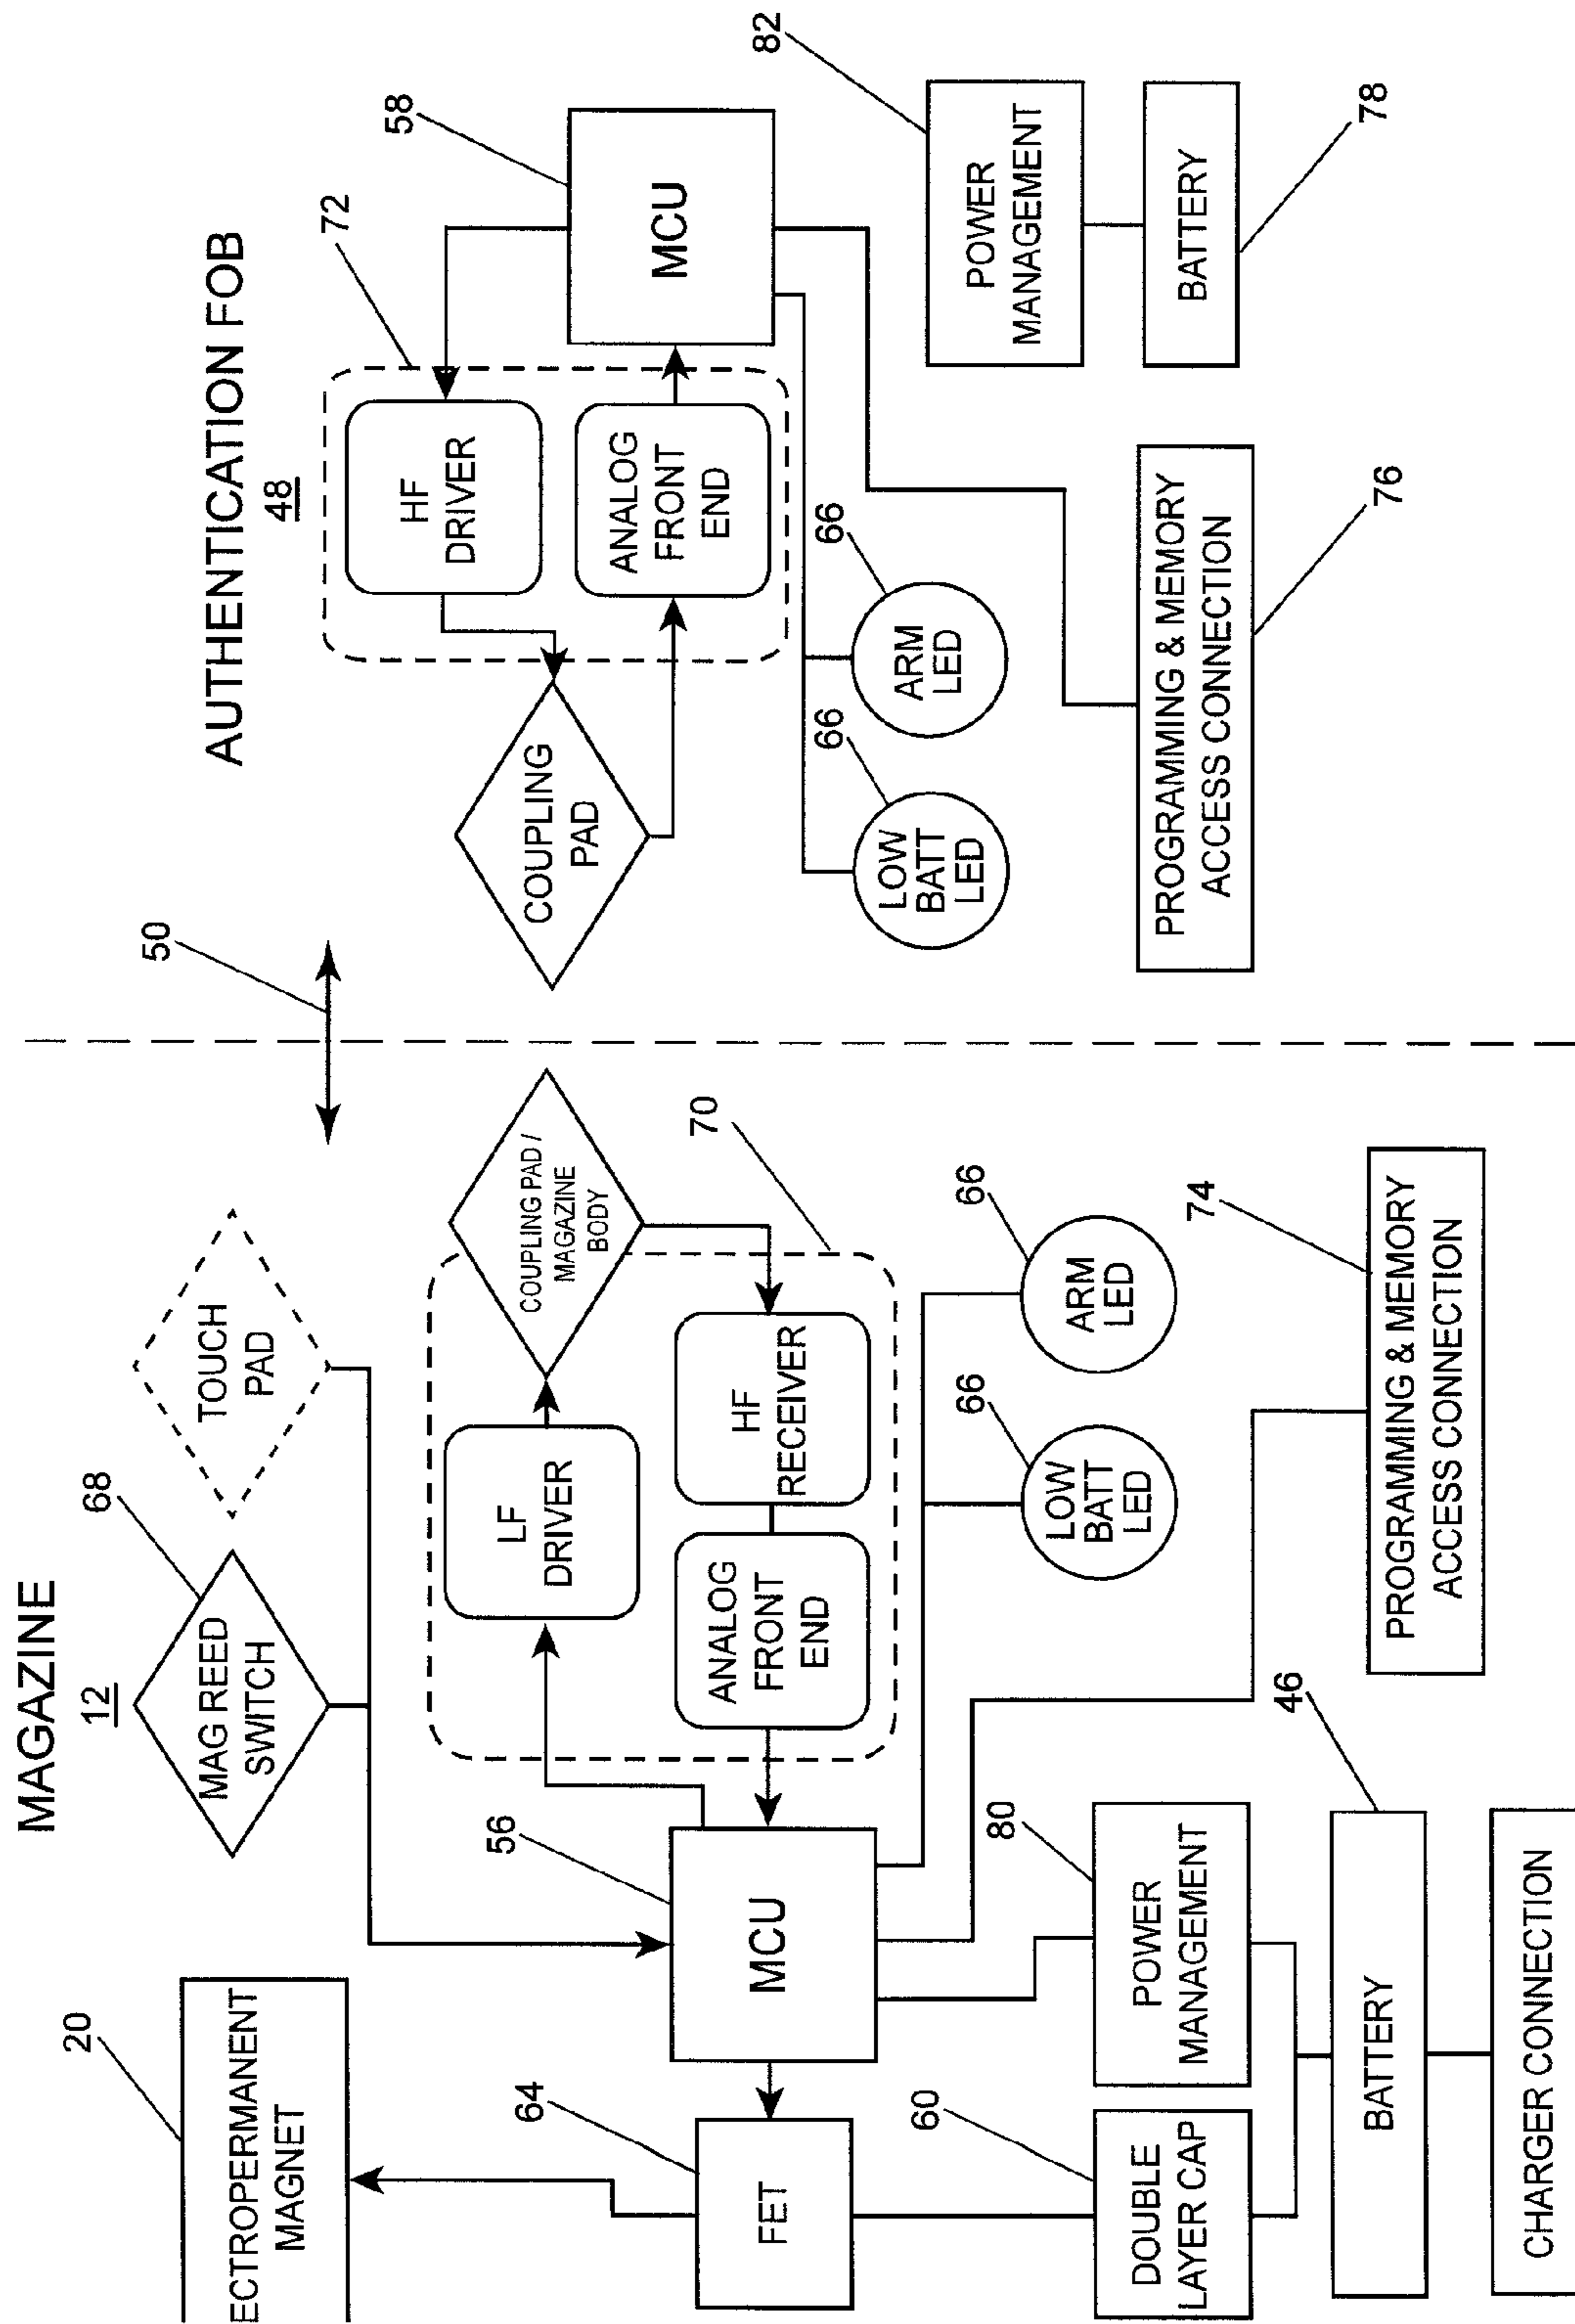 MAGAZINE
12
20
ECTROPERMANENT
MAGNET
68
MAG REED
SWITCH
TOUCH
PAD
64
FET
56
MCU
LF
DRIVER
COUPLING PAD /
MAGAZINE
BODY
ANALOG
FRONT
END
HF
RECEIVER
70
60
DOUBLE
LAYER CAP
80
POWER
MANAGEMENT
66
LOW
BATT
LED
66
ARM
LED
46
BATTERY
74
PROGRAMMING & MEMORY
ACCESS CONNECTION
CHARGER CONNECTION
50
AUTHENTICATION FOB
48
72
HF
DRIVER
58
MCU
COUPLING
PAD
ANALOG
FRONT
END
66
LOW
BATT
LED
66
ARM
LED
82
POWER
MANAGEMENT
PROGRAMMING & MEMORY
ACCESS CONNECTION
76
BATTERY
78